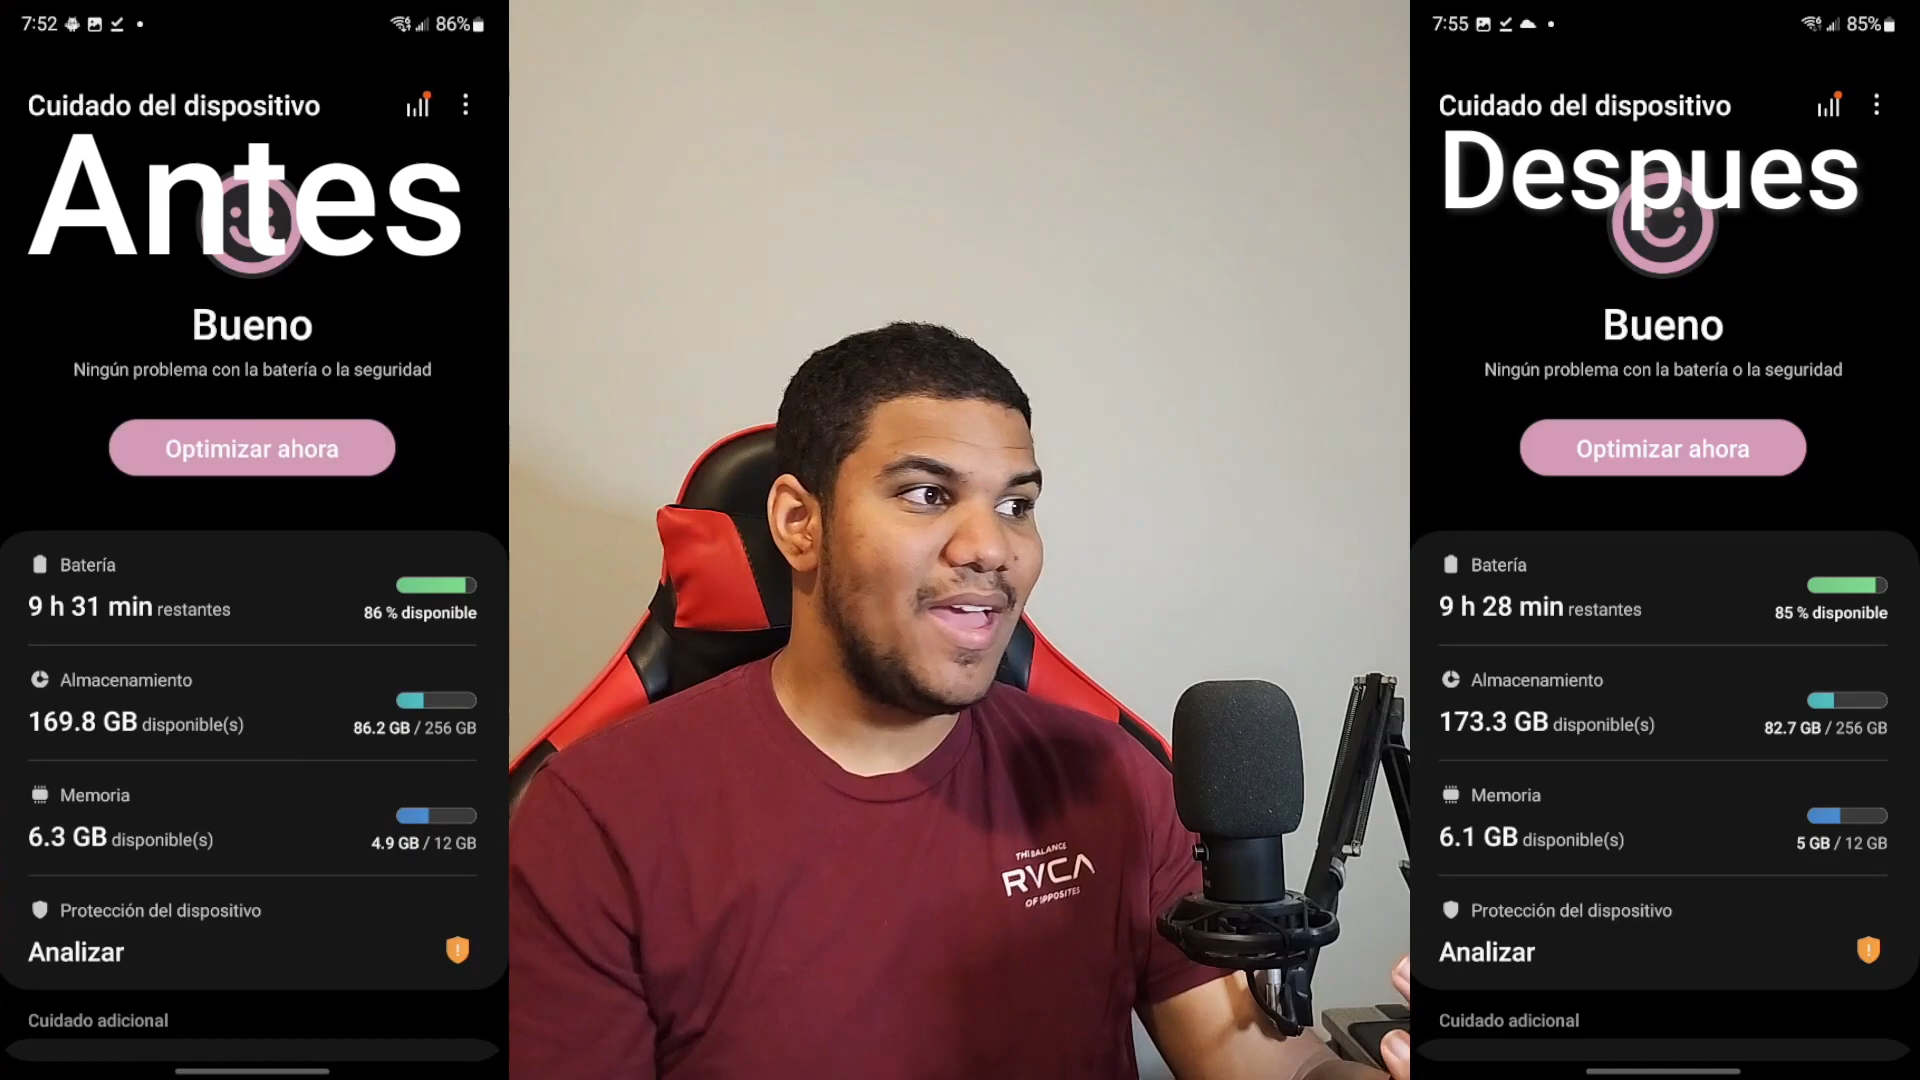 7:52
86%
Cuidado del dispositivo
Antes
Bueno
Ningún problema con la batería o la seguridad
Optimizar ahora
Batería
9 h 31 min restantes
86 % disponible
Almacenamiento
169.8 GB disponible(s)
86.2 GB / 256 GB
Memoria
6.3 GB disponible(s)
4.9 GB / 12 GB
Protección del dispositivo
Analizar
Cuidado adicional
THE BALANCE
RVCA
OF OPPOSITES
7:55
85%
Cuidado del dispositivo
Despues
Bueno
Ningún problema con la batería o la seguridad
Optimizar ahora
Batería
9 h 28 min restantes
85 % disponible
Almacenamiento
173.3 GB disponible(s)
82.7 GB / 256 GB
Memoria
6.1 GB disponible(s)
5 GB / 12 GB
Protección del dispositivo
Analizar
Cuidado adicional